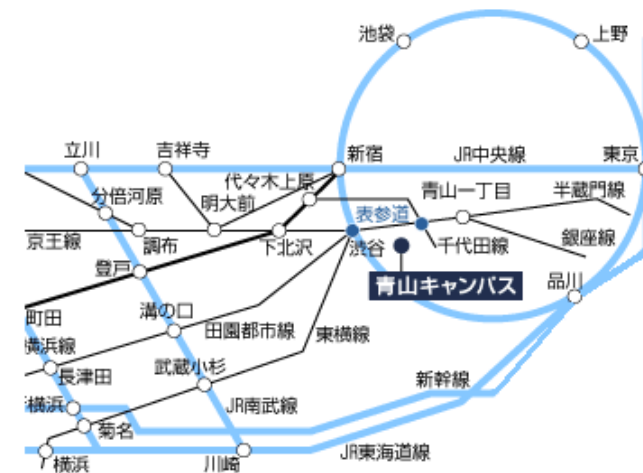 池袋
上野
立川
吉祥寺
新宿
JR中央線
東京
代々木上原
青山一丁目
半蔵門線
分倍河原
明大前
表参道
京王線
調布
下北沢
渋谷
千代田線
銀座線
登戸
青山キャンパス
品川
町田
溝の口
田園都市線
東横線
横浜線
長津田
武蔵小杉
新幹線
横浜
JR南武線
菊名
横浜
川崎
JR東海道線